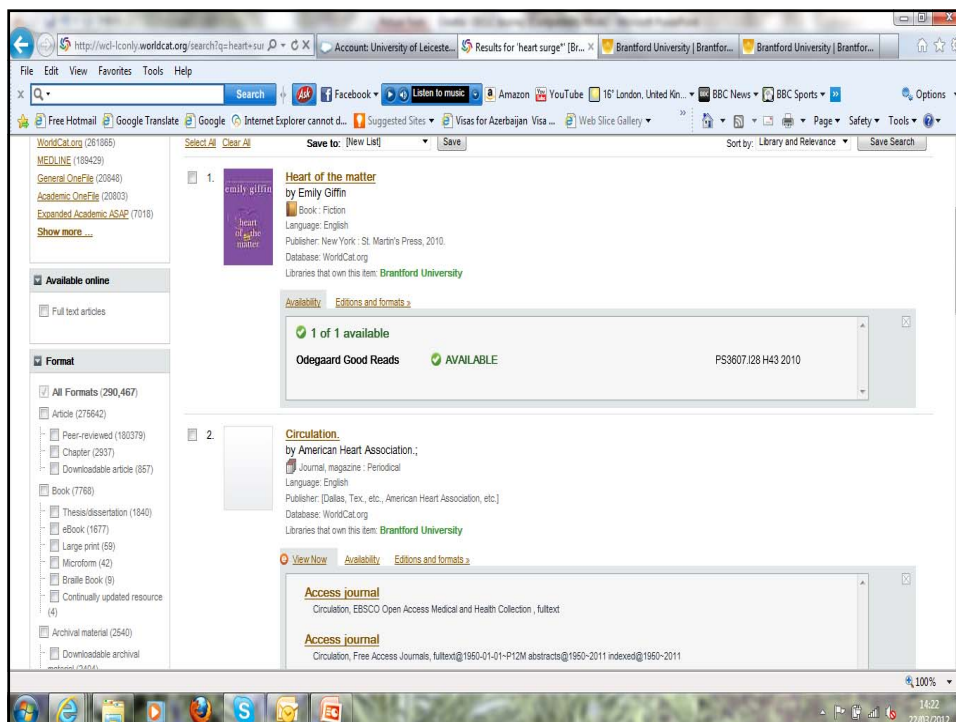 http://wcl-lconly.worldcat.org/search?q=heart+sur
Account: University of Leiceste...
Results for 'heart surge*' [Br...
Brantford University | Brantfor...
Brantford University | Brantfor...
File Edit View Favorites Tools Help
Search
Ask
Facebook
Listen to music
Amazon
YouTube
16° London, United Kin...
BBC News
BBC Sports
Options
Free Hotmail
Google Translate
Google
Internet Explorer cannot d...
Suggested Sites
Visas for Azerbaijan Visa ...
Web Slice Gallery
Page
Safety
Tools
WorldCat.org (261865)
MEDLINE (189429)
General OneFile (20848)
Academic OneFile (20803)
Expanded Academic ASAP (7018)
Show more ...
Available online
Full text articles
Format
All Formats (290,467)
Article (275642)
Peer-reviewed (180379)
Chapter (2937)
Downloadable article (857)
Book (7768)
Thesis/dissertation (1840)
eBook (1677)
Large print (59)
Microform (42)
Braille Book (9)
Continually updated resource
(4)
Archival material (2540)
Downloadable archival
material (2404)
Select All Clear All Save to: [New List] Save Sort by: Library and Relevance Save Search
1.
emily giffin
heart
of the
matter
Heart of the matter
by Emily Giffin
Book : Fiction
Language: English
Publisher: New York : St. Martin's Press, 2010.
Database: WorldCat.org
Libraries that own this item: Brantford University
Availability Editions and formats »
1 of 1 available
Odegaard Good Reads AVAILABLE PS3607.I28 H43 2010
2.
Circulation.
by American Heart Association.;
Journal, magazine : Periodical
Language: English
Publisher: [Dallas, Tex., etc., American Heart Association, etc.]
Database: WorldCat.org
Libraries that own this item: Brantford University
View Now Availability Editions and formats »
Access journal
Circulation, EBSCO Open Access Medical and Health Collection , fulltext
Access journal
Circulation, Free Access Journals, fulltext@1950-01-01~P12M abstracts@1950~2011 indexed@1950~2011
100%
14:22
22/03/2012